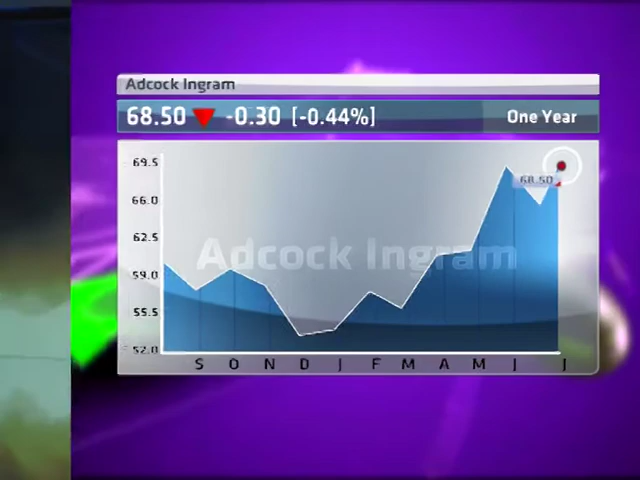 Adcock Ingram
68.50 -0.30 [-0.44%] One Year
69.5
68.50
66.0
62.5
Adcock Ingram
59.0
55.5
52.0
S O N D J F M A M J J